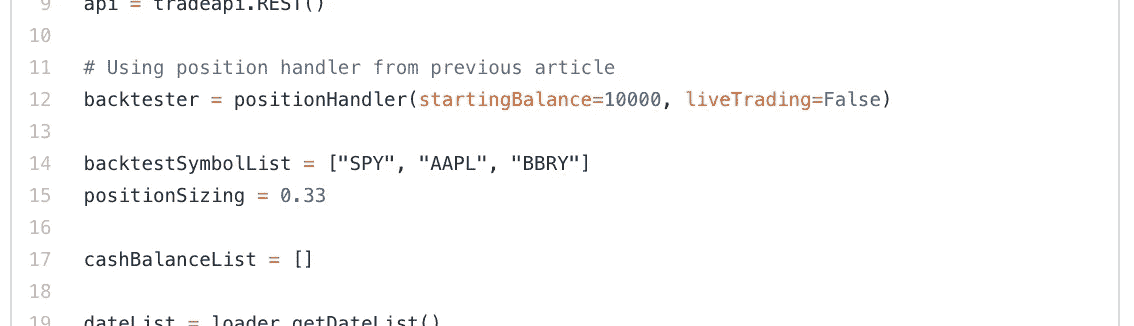 9 api = tradeapi.REST()
10
11 # Using position handler from previous article
12 backtester = positionHandler(startingBalance=10000, liveTrading=False)
13
14 backtestSymbolList = ["SPY", "AAPL", "BBRY"]
15 positionSizing = 0.33
16
17 cashBalanceList = []
18
19 dateList = loader.getDateList()